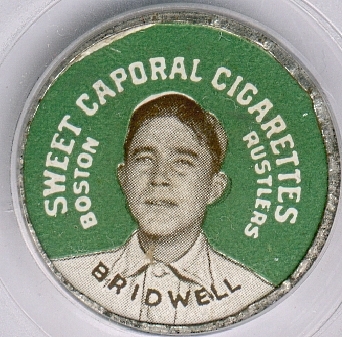 SWEET CAPORAL CIGARETTES
BOSTON
RUSTLERS
BRIDWELL